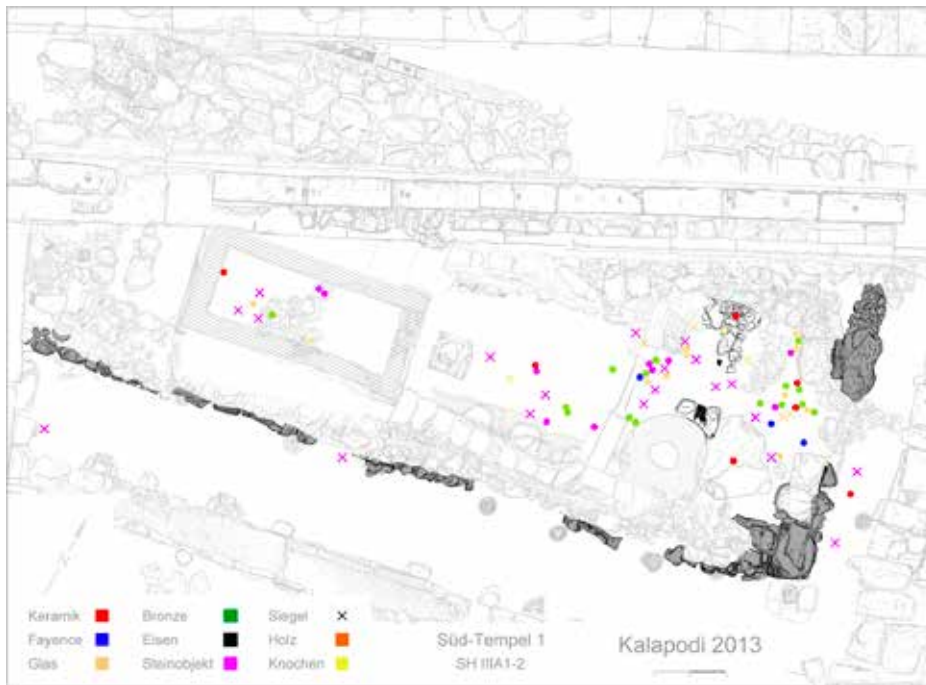 Keramik Bronze Siegel
Fayence Eisen Holz
Glas Steinobjekt Knochen
Süd-Tempel 1
SH IIIA1-2
Kalapodi 2013